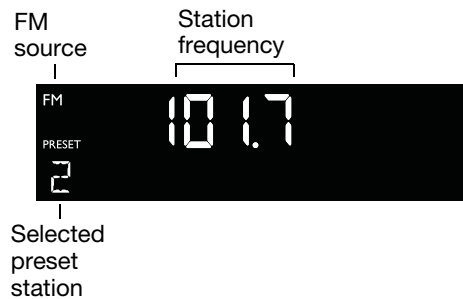 FM
source
Station
frequency
FM
101.7
PRESET
2
Selected
preset
station